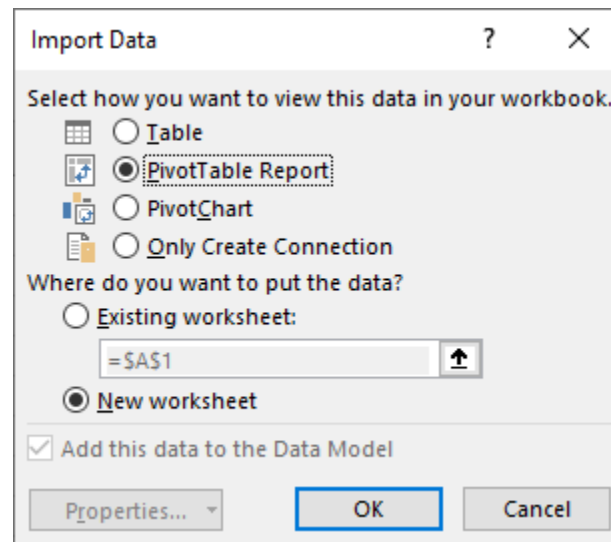 Import Data ?
Select how you want to view this data in your workbook.
Table
PivotTable Report
PivotChart
Only Create Connection
Where do you want to put the data?
Existing worksheet:
=$A$1
New worksheet
Add this data to the Data Model
Properties... OK Cancel